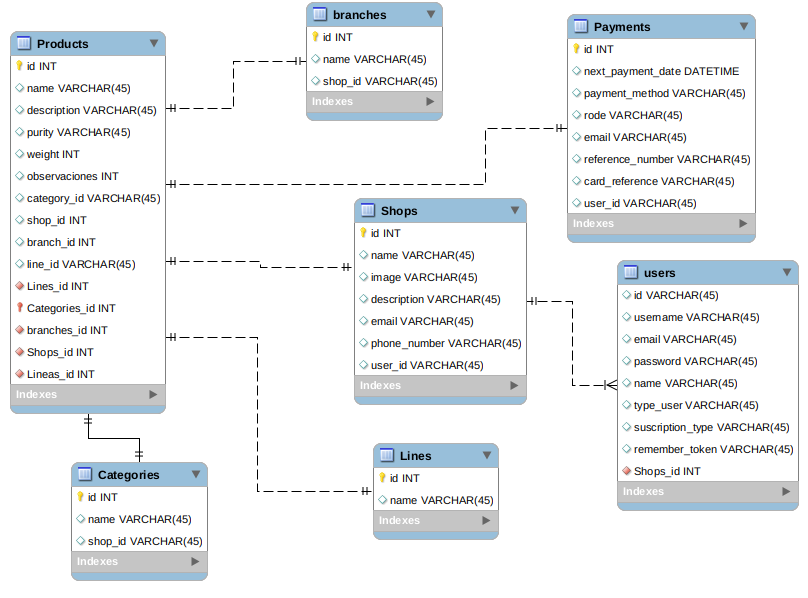 Products
id INT
name VARCHAR(45)
description VARCHAR(45)
purity VARCHAR(45)
weight INT
observaciones INT
category_id VARCHAR(45)
shop_id INT
branch_id INT
line_id VARCHAR(45)
Lines_id INT
Categories_id INT
branches_id INT
Shops_id INT
Lineas_id INT
Indexes
branches
id INT
name VARCHAR(45)
shop_id VARCHAR(45)
Indexes
Payments
id INT
next_payment_date DATETIME
payment_method VARCHAR(45)
rode VARCHAR(45)
email VARCHAR(45)
reference_number VARCHAR(45)
card_reference VARCHAR(45)
user_id VARCHAR(45)
Indexes
Shops
id INT
name VARCHAR(45)
image VARCHAR(45)
description VARCHAR(45)
email VARCHAR(45)
phone_number VARCHAR(45)
user_id VARCHAR(45)
Indexes
users
id VARCHAR(45)
username VARCHAR(45)
email VARCHAR(45)
password VARCHAR(45)
name VARCHAR(45)
type_user VARCHAR(45)
suscription_type VARCHAR(45)
remember_token VARCHAR(45)
Shops_id INT
Indexes
Lines
id INT
name VARCHAR(45)
Indexes
Categories
id INT
name VARCHAR(45)
shop_id VARCHAR(45)
Indexes